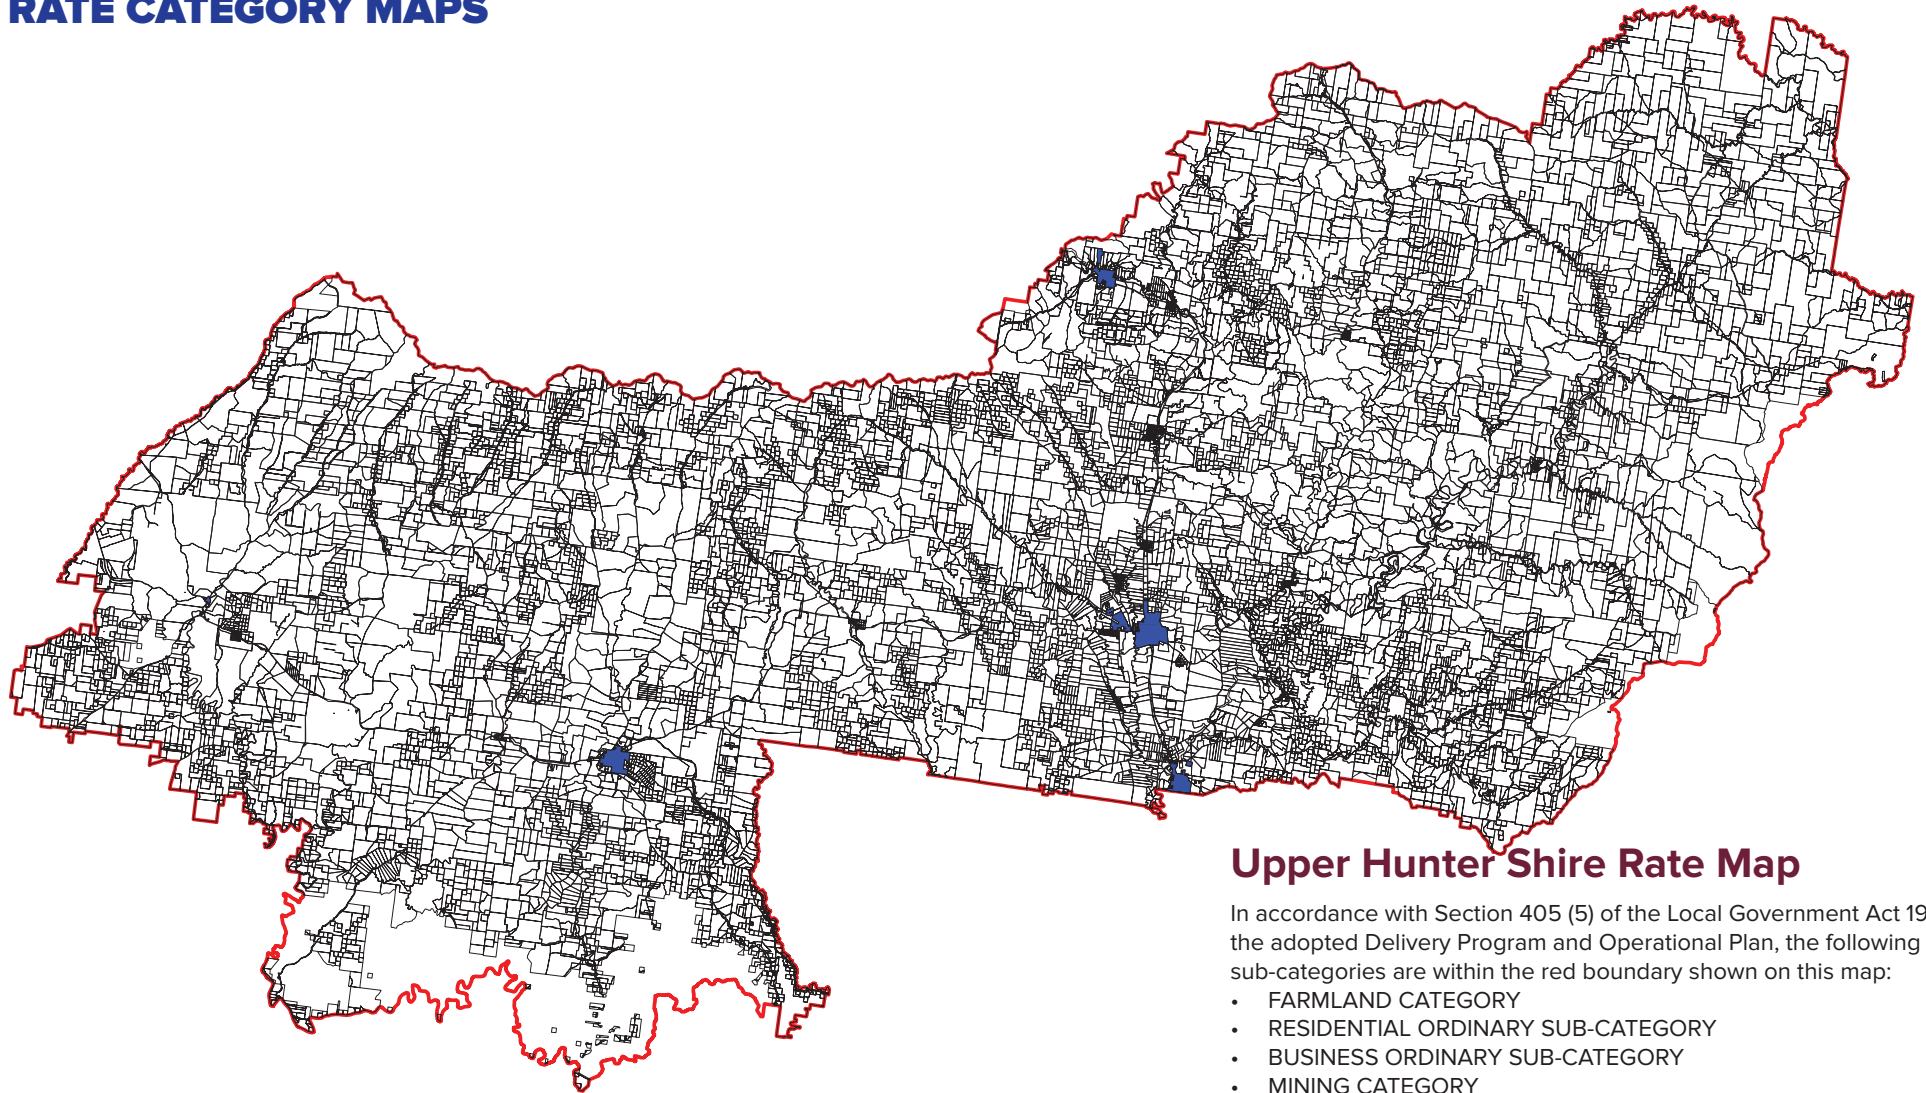 RATE CATEGORY MAPS
Upper Hunter Shire Rate Map
In accordance with Section 405 (5) of the Local Government Act 19
the adopted Delivery Program and Operational Plan, the following
sub-categories are within the red boundary shown on this map:
• FARMLAND CATEGORY
• RESIDENTIAL ORDINARY SUB-CATEGORY
• BUSINESS ORDINARY SUB-CATEGORY
• MINING CATEGORY